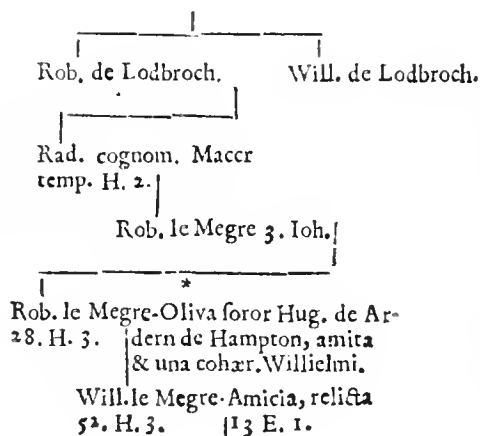 Rob. de Lodbroch. Will. de Lodbroch.
Rad. cognom. Maccr
temp. H. 2.
Rob. le Megre 3. Ioh.
*
Rob. le Megre-Oliva soror Hug. de Ar-
28. H. 3. dern de Hampton, amita
& una cohær. Willielmi.
Will. le Megre-Amicia, relicta
52. H. 3. 13 E. 1.